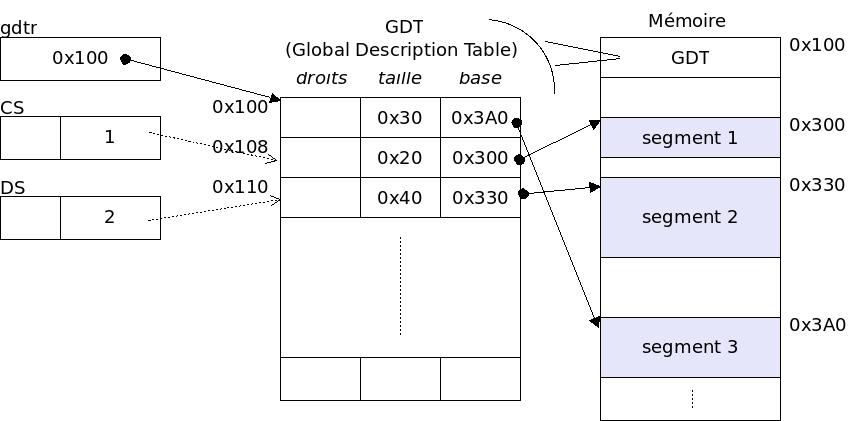 gdtr
0x100
CS
1
DS
2
GDT
(Global Description Table)
droits taille base
0x100 0x30 0x3A0
0x108 0x20 0x300
0x110 0x40 0x330
Mémoire
GDT 0x100
segment 1 0x300
segment 2 0x330
segment 3 0x3A0